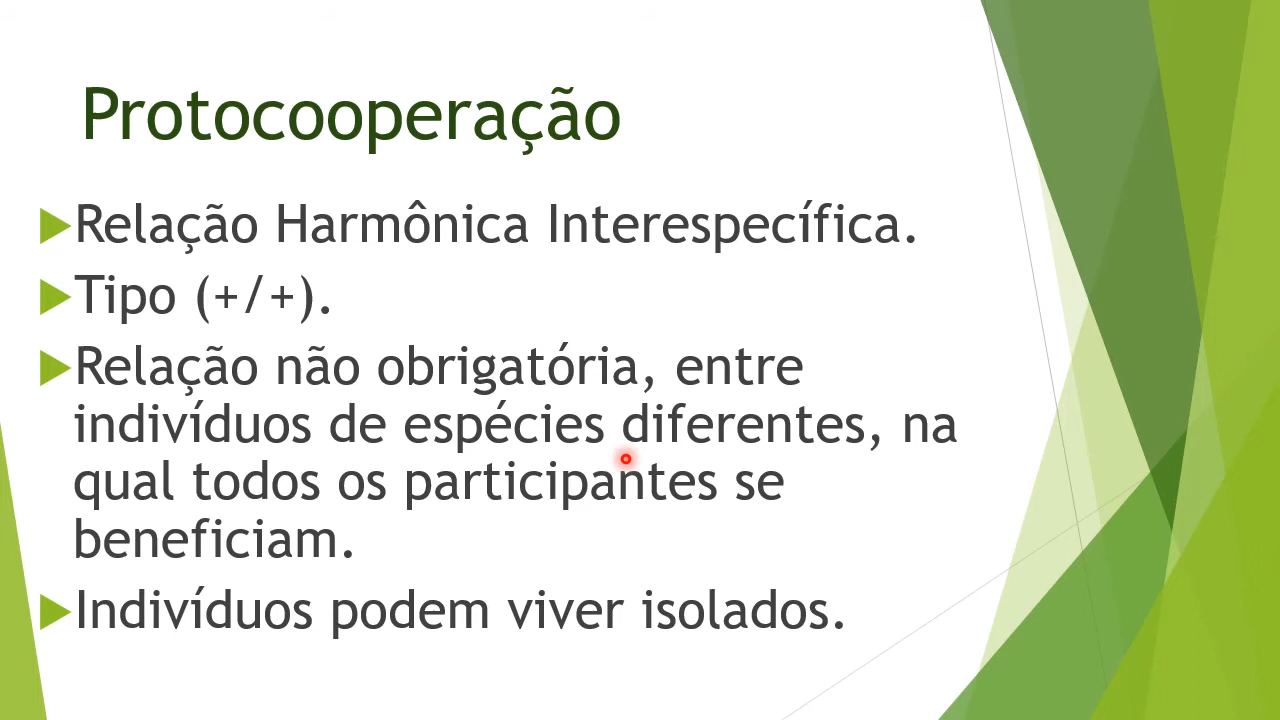 Protocooperação
Relação Harmônica Interespecífica.
Tipo (+/+).
Relação não obrigatória, entre
indivíduos de espécies diferentes, na
qual todos os participantes se
beneficiam.
Indivíduos podem viver isolados.